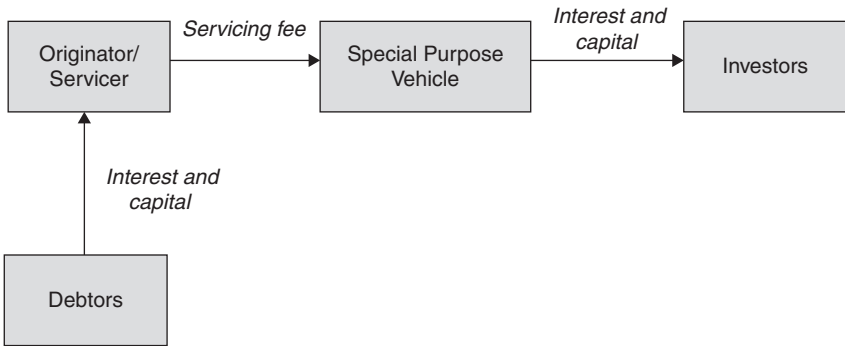 Servicing fee
Interest and
capital
Originator/
Servicer
Special Purpose
Vehicle
Investors
Interest and
capital
Debtors